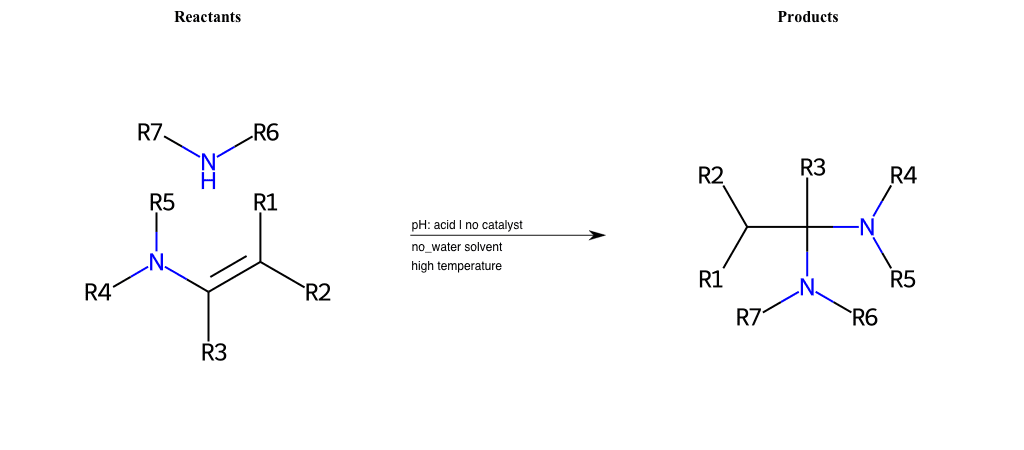 Reactants
Products
R7 R6
N
H
R5 R1
N
R4 R2
R3
pH: acid | no catalyst
no_water solvent
high temperature
R3
R2 R4
N
R1 R5
N
R7 R6